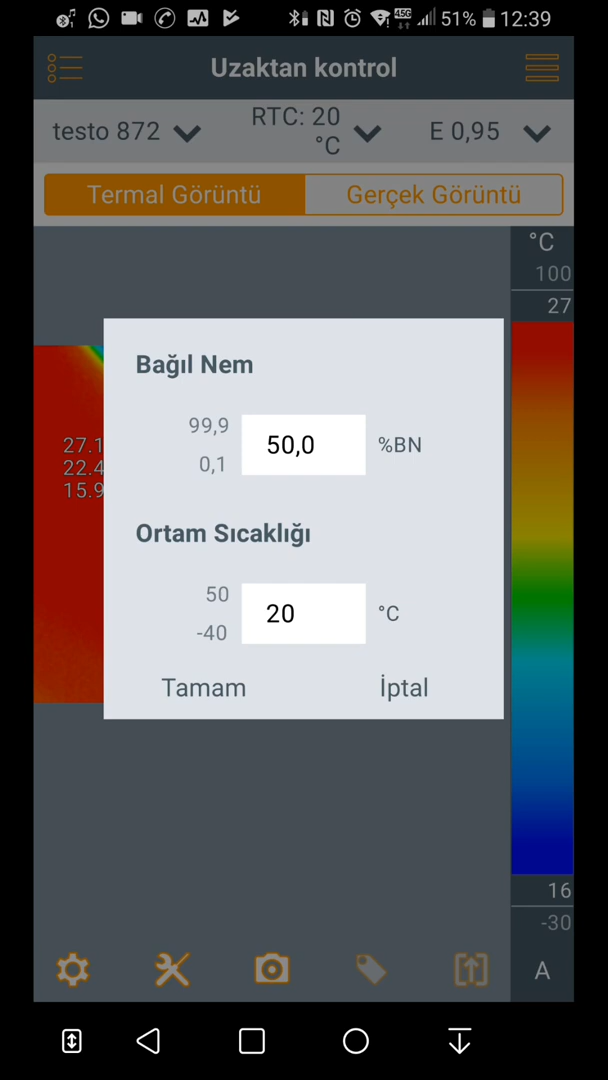 4.5G 51% 12:39
Uzaktan kontrol
testo 872
RTC: 20
°C
E 0,95
Termal Görüntü
Gerçek Görüntü
°C
100
27
Bağıl Nem
99,9
50,0 %BN
0,1
27.1
22.4
15.9
Ortam Sıcaklığı
50
20 °C
-40
Tamam
İptal
16
-30
A